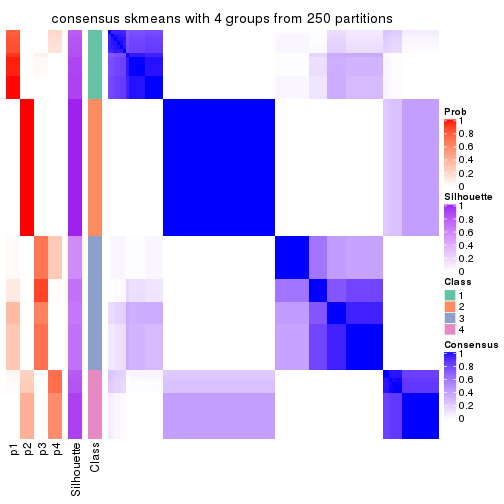 consensus skmeans with 4 groups from 250 partitions
Prob
1
0.8
0.6
0.4
0.2
0
Silhouette
1
0.8
0.6
0.4
0.2
0
Class
1
2
3
4
Consensus
1
0.8
0.6
0.4
0.2
0
p1
p2
p3
p4
Silhouette
Class